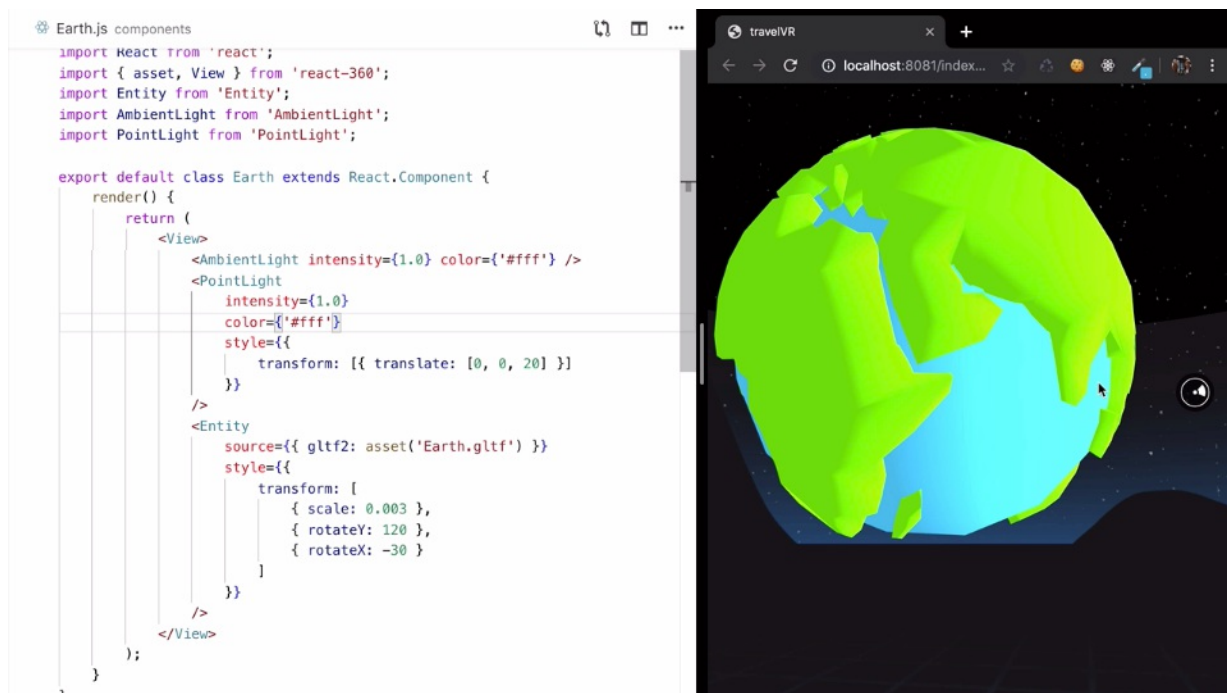 Earth.js components
import React from 'react';
import { asset, View } from 'react-360';
import Entity from 'Entity';
import AmbientLight from 'AmbientLight';
import PointLight from 'PointLight';
export default class Earth extends React.Component {
render() {
return (
<View>
<AmbientLight intensity={1.0} color={'#fff'} />
<PointLight
intensity={1.0}
color={'#fff'}
style={{
transform: [{ translate: [0, 0, 20] }]
}}
/>
<Entity
source={{ gltf2: asset('Earth.gltf') }}
style={{
transform: [
{ scale: 0.003 },
{ rotateY: 120 },
{ rotateX: -30 }
]
}}
/>
</View>
);
}
}
travelVR
localhost:8081/index...